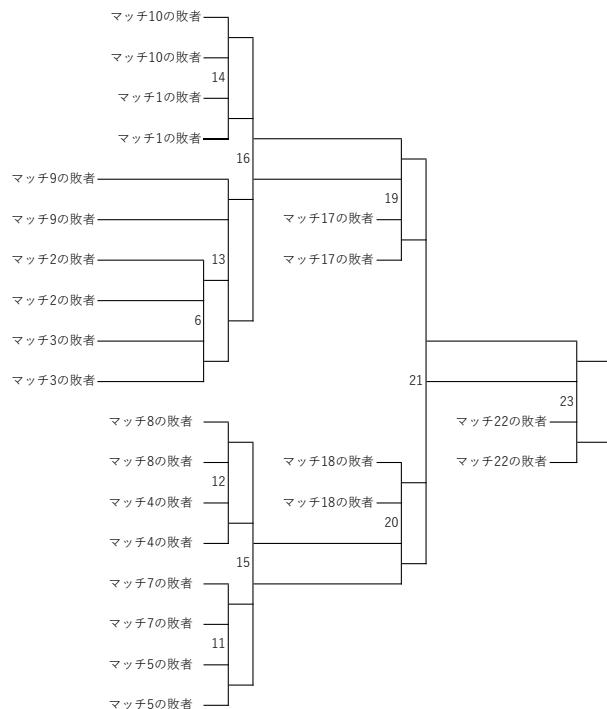 マッチ10の敗者
マッチ10の敗者
14
マッチ1の敗者
マッチ1の敗者
16
マッチ9の敗者
19
マッチ9の敗者
マッチ17の敗者
マッチ2の敗者
13
マッチ17の敗者
マッチ2の敗者
6
マッチ3の敗者
マッチ3の敗者
21
23
マッチ8の敗者
マッチ22の敗者
マッチ8の敗者
マッチ18の敗者
マッチ22の敗者
12
マッチ4の敗者
マッチ18の敗者
20
マッチ4の敗者
15
マッチ7の敗者
マッチ7の敗者
11
マッチ5の敗者
マッチ5の敗者